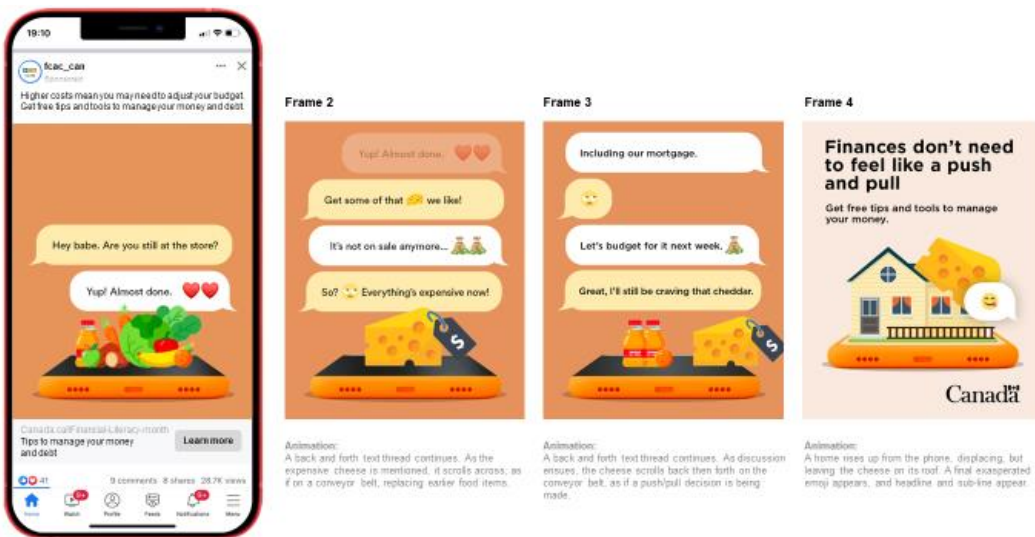 19:10
fcac_can
Sponsored
Higher costs mean you may need to adjust your budget.
Get free tips and tools to manage your money and debt
Hey babe. Are you still at the store?
Yup! Almost done.
Canada.ca/Financial-Literacy-month
Tips to manage your money
and debt
Learn more
41
9 comments 8 shares 28.7K views
9+
9+
Home
Watch
Profile
Feeds
Notifications
Menu
Frame 2
Yup! Almost done.
Get some of that we like!
It's not on sale anymore...
So? Everything's expensive now!
$
Animation:
A back and forth text thread continues. As the
expensive cheese is mentioned, it scrolls across; as
if on a conveyor belt, replacing earlier food items.
Frame 3
Including our mortgage.
Let's budget for it next week.
Great, I'll still be craving that cheddar.
$
Animation:
A back and forth text thread continues. As discussion
ensues, the cheese scrolls back then forth on the
conveyor belt, as if a push/pull decision is being
made.
Frame 4
Finances don't need
to feel like a push
and pull
Get free tips and tools to manage
your money.
Canada
Animation:
A home rises up from the phone, displacing, but
leaving the cheese on its roof. A final exasperated
emoji appears, and headline and sub-line appear.